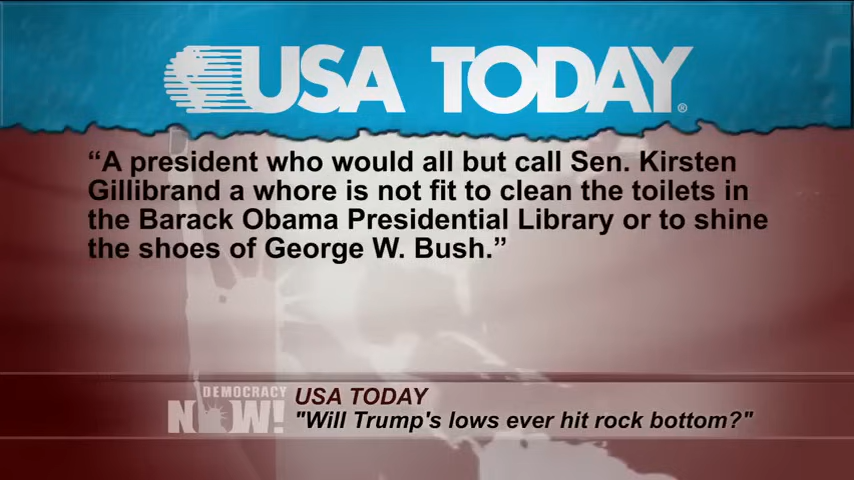 USA TODAY®
“A president who would all but call Sen. Kirsten
Gillibrand a whore is not fit to clean the toilets in
the Barack Obama Presidential Library or to shine
the shoes of George W. Bush.”
DEMOCRACY
NOW!
USA TODAY
"Will Trump's lows ever hit rock bottom?"